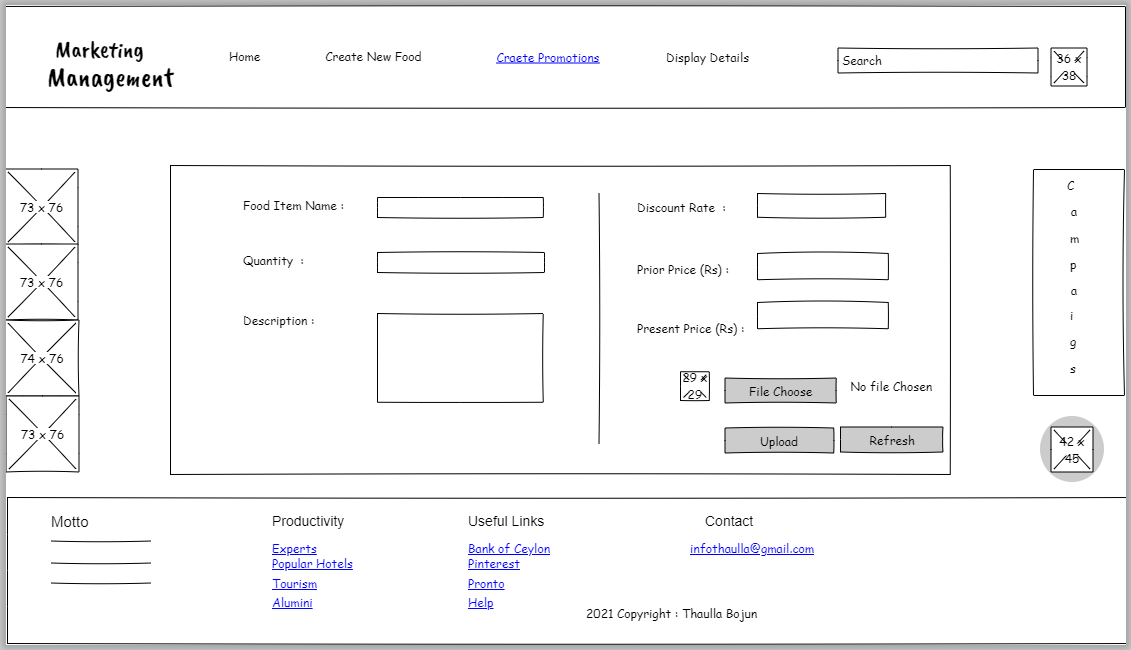 Marketing
Management
Home
Create New Food
Craete Promotions
Display Details
Search
36 x
38
73 x 76
73 x 76
74 x 76
73 x 76
Food Item Name :
Quantity :
Description :
Discount Rate :
Prior Price (Rs) :
Present Price (Rs) :
29 x
29
File Choose
No file Chosen
Upload
Refresh
C
a
m
p
a
i
g
s
42 x
45
Motto
Productivity
Experts
Popular Hotels
Tourism
Alumini
Useful Links
Bank of Ceylon
Pinterest
Pronto
Help
Contact
infothaulla@gmail.com
2021 Copyright : Thaulla Bojun